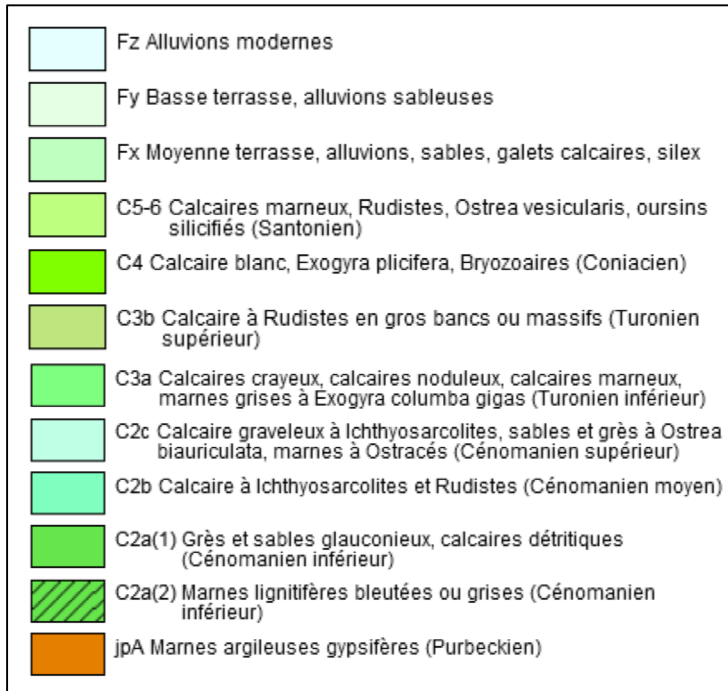 Fz Alluvions modernes
Fy Basse terrasse, alluvions sableuses
Fx Moyenne terrasse, alluvions, sables, galets calcaires, silex
C5-6 Calcaires marneux, Rudistes, Ostrea vesicularis, oursins
silicifiés (Santonien)
C4 Calcaire blanc, Exogyra plicifera, Bryozoaires (Coniacien)
C3b Calcaire à Rudistes en gros bancs ou massifs (Turonien
supérieur)
C3a Calcaires crayeux, calcaires noduleux, calcaires marneux,
marnes grises à Exogyra columba gigas (Turonien inférieur)
C2c Calcaire graveleux à Ichthyosarcolites, sables et grès à Ostrea
biauriculata, marnes à Ostracés (Cénomanien supérieur)
C2b Calcaire à Ichthyosarcolites et Rudistes (Cénomanien moyen)
C2a(1) Grès et sables glauconieux, calcaires détritiques
(Cénomanien inférieur)
C2a(2) Marnes lignitifères bleutées ou grises (Cénomanien
inférieur)
jpA Marnes argileuses gypsifères (Purbeckien)